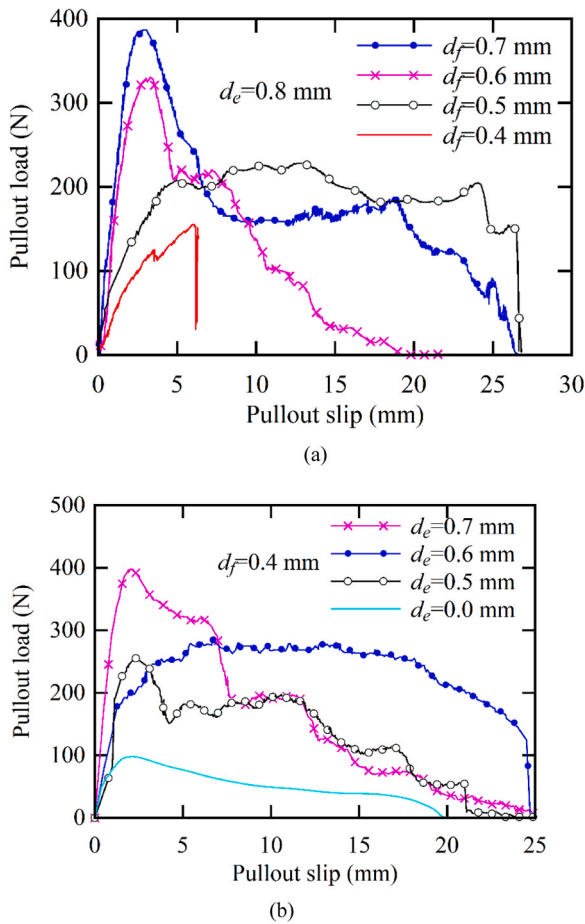 400
300
200
100
0
Pullout load (N)
d_e=0.8 mm
d_f=0.7 mm
d_f=0.6 mm
d_f=0.5 mm
d_f=0.4 mm
0 5 10 15 20 25 30
Pullout slip (mm)
(a)
500
400
300
200
100
0
Pullout load (N)
d_f=0.4 mm
d_e=0.7 mm
d_e=0.6 mm
d_e=0.5 mm
d_e=0.0 mm
0 5 10 15 20 25
Pullout slip (mm)
(b)